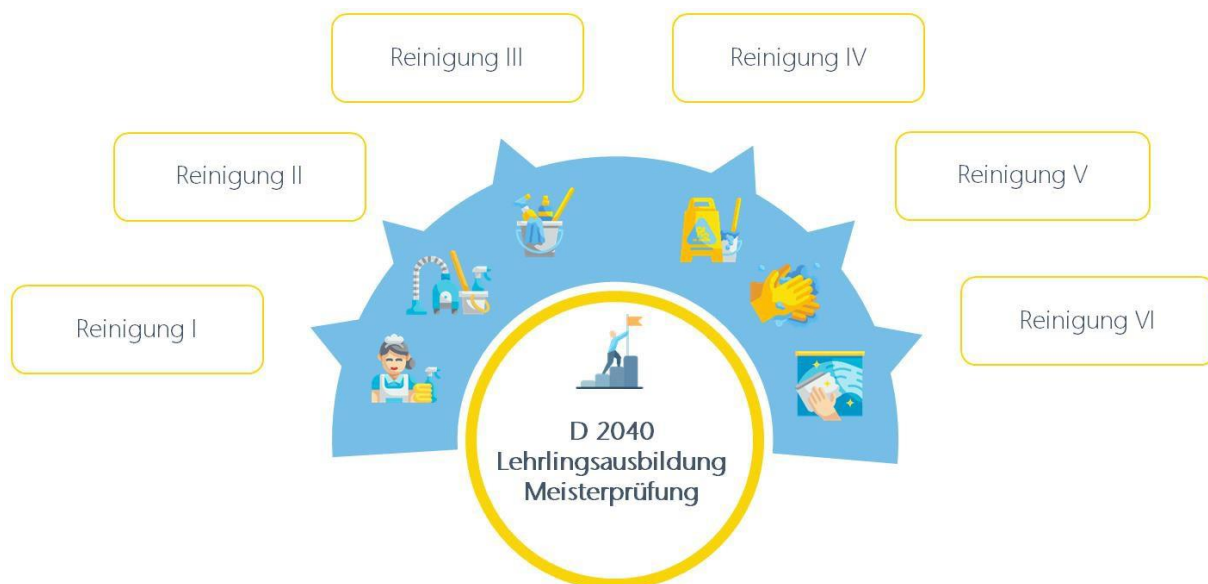 Reinigung I
Reinigung II
Reinigung III
Reinigung IV
Reinigung V
Reinigung VI
D 2040
Lehrlingsausbildung
Meisterprüfung